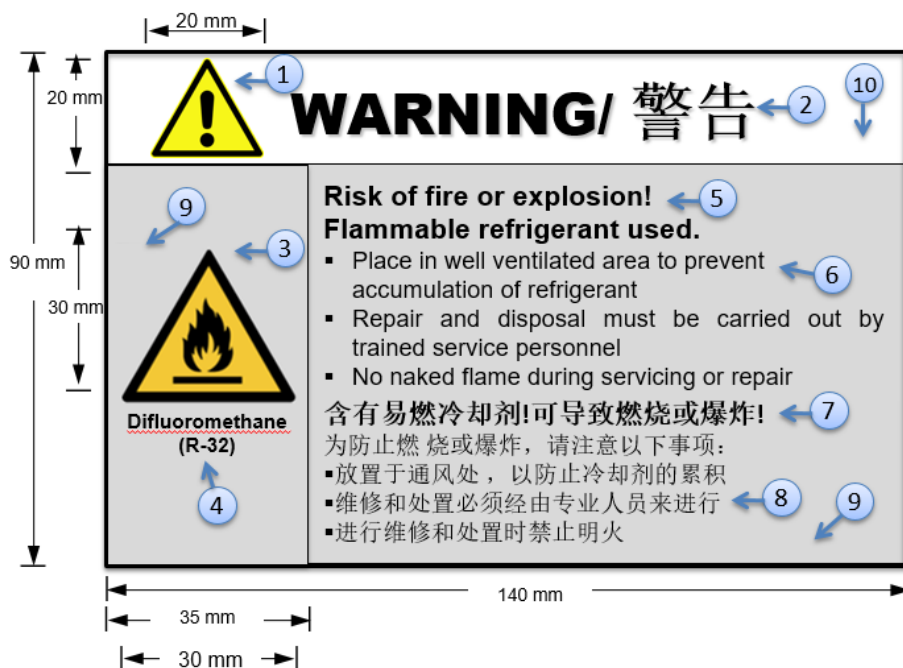 20 mm
1
20 mm
WARNING/ 警告
2
10
90 mm
9
3
30 mm
Difluoromethane
(R-32)
4
Risk of fire or explosion!
5
Flammable refrigerant used.
▪ Place in well ventilated area to prevent
6
accumulation of refrigerant
▪ Repair and disposal must be carried out by
trained service personnel
▪ No naked flame during servicing or repair
含有易燃冷却剂!可导致燃烧或爆炸!
7
为防止燃 烧或爆炸，请注意以下事项：
▪放置于通风处 ，以防止冷却剂的累积
▪维修和处置必须经由专业人员来进行
8
▪进行维修和处置时禁止明火
9
140 mm
35 mm
30 mm